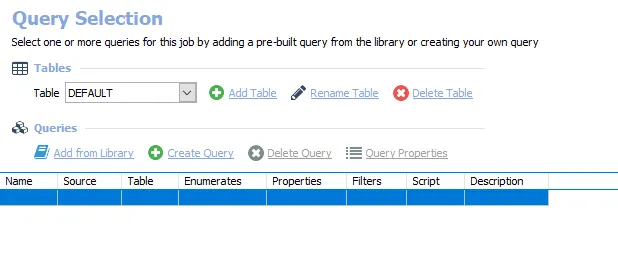 Query Selection
Select one or more queries for this job by adding a pre-built query from the library or creating your own query
Tables
Table DEFAULT Add Table Rename Table Delete Table
Queries
Add from Library Create Query Delete Query Query Properties
Name Source Table Enumerates Properties Filters Script Description